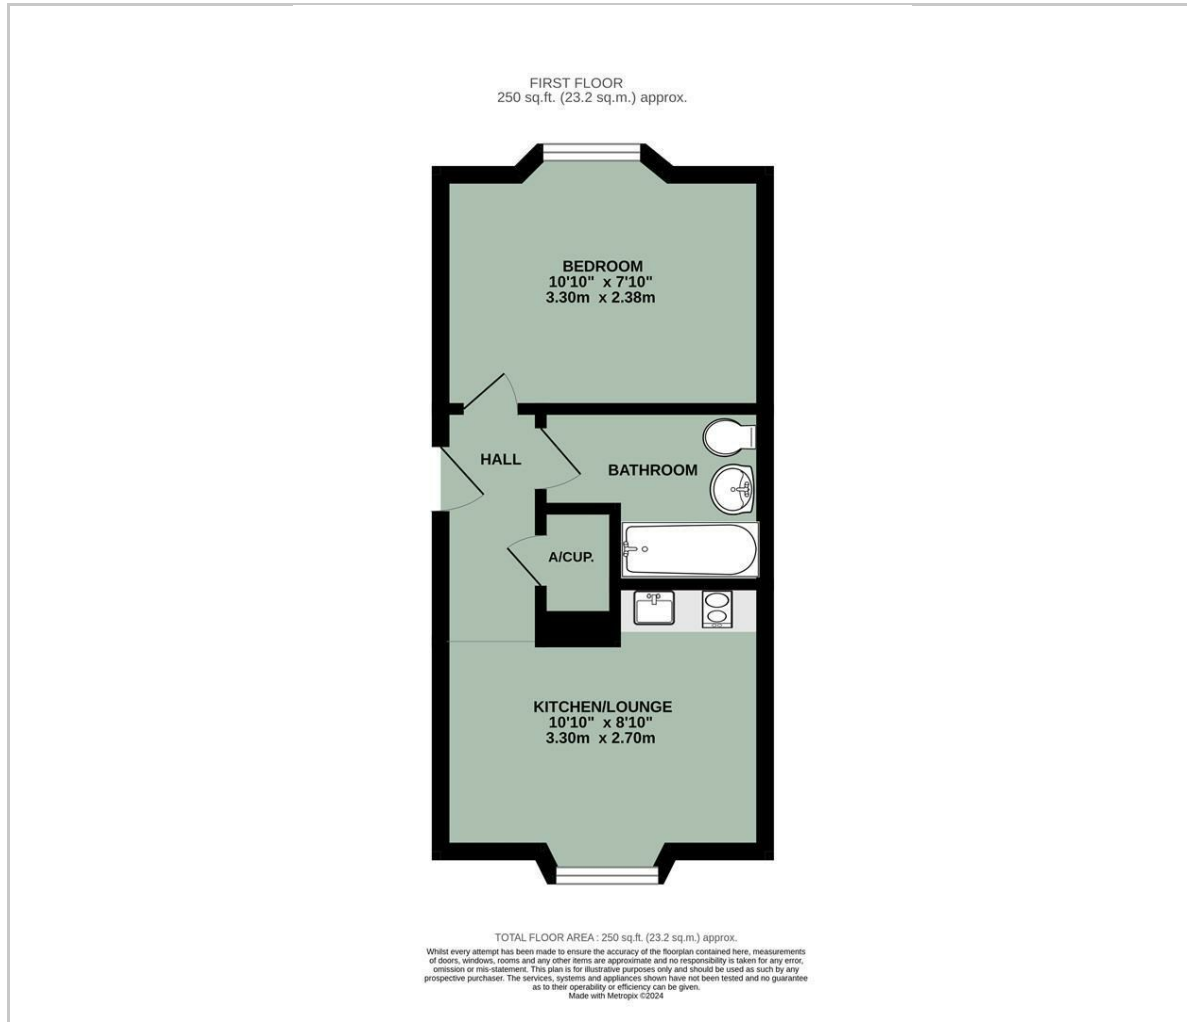 FIRST FLOOR
250 sq.ft. (23.2 sq.m.) approx.
BEDROOM
10'10" x 7'10"
3.30m x 2.38m
HALL
BATHROOM
A/CUP.
KITCHEN/LOUNGE
10'10" x 8'10"
3.30m x 2.70m
TOTAL FLOOR AREA : 250 sq.ft. (23.2 sq.m.) approx.
Whilst every attempt has been made to ensure the accuracy of the floorplan contained here, measurements
of doors, windows, rooms and any other items are approximate and no responsibility is taken for any error,
omission or mis-statement. This plan is for illustrative purposes only and should be used as such by any
prospective purchaser. The services, systems and appliances shown have not been tested and no guarantee
as to their operability or efficiency can be given.
Made with Metropix ©2024